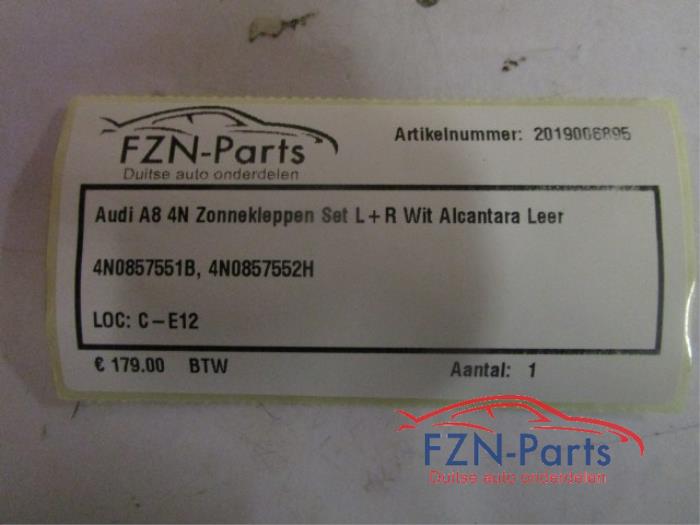 FZN-Parts
Duitse auto onderdelen
Artikelnummer: 2019006895
Audi A8 4N Zonnekleppen Set L+R Wit Alcantara Leer
4N0857551B, 4N0857552H
LOC: C-E12
€ 179.00 BTW
Aantal: 1
FZN-Parts
Duitse auto onderdelen